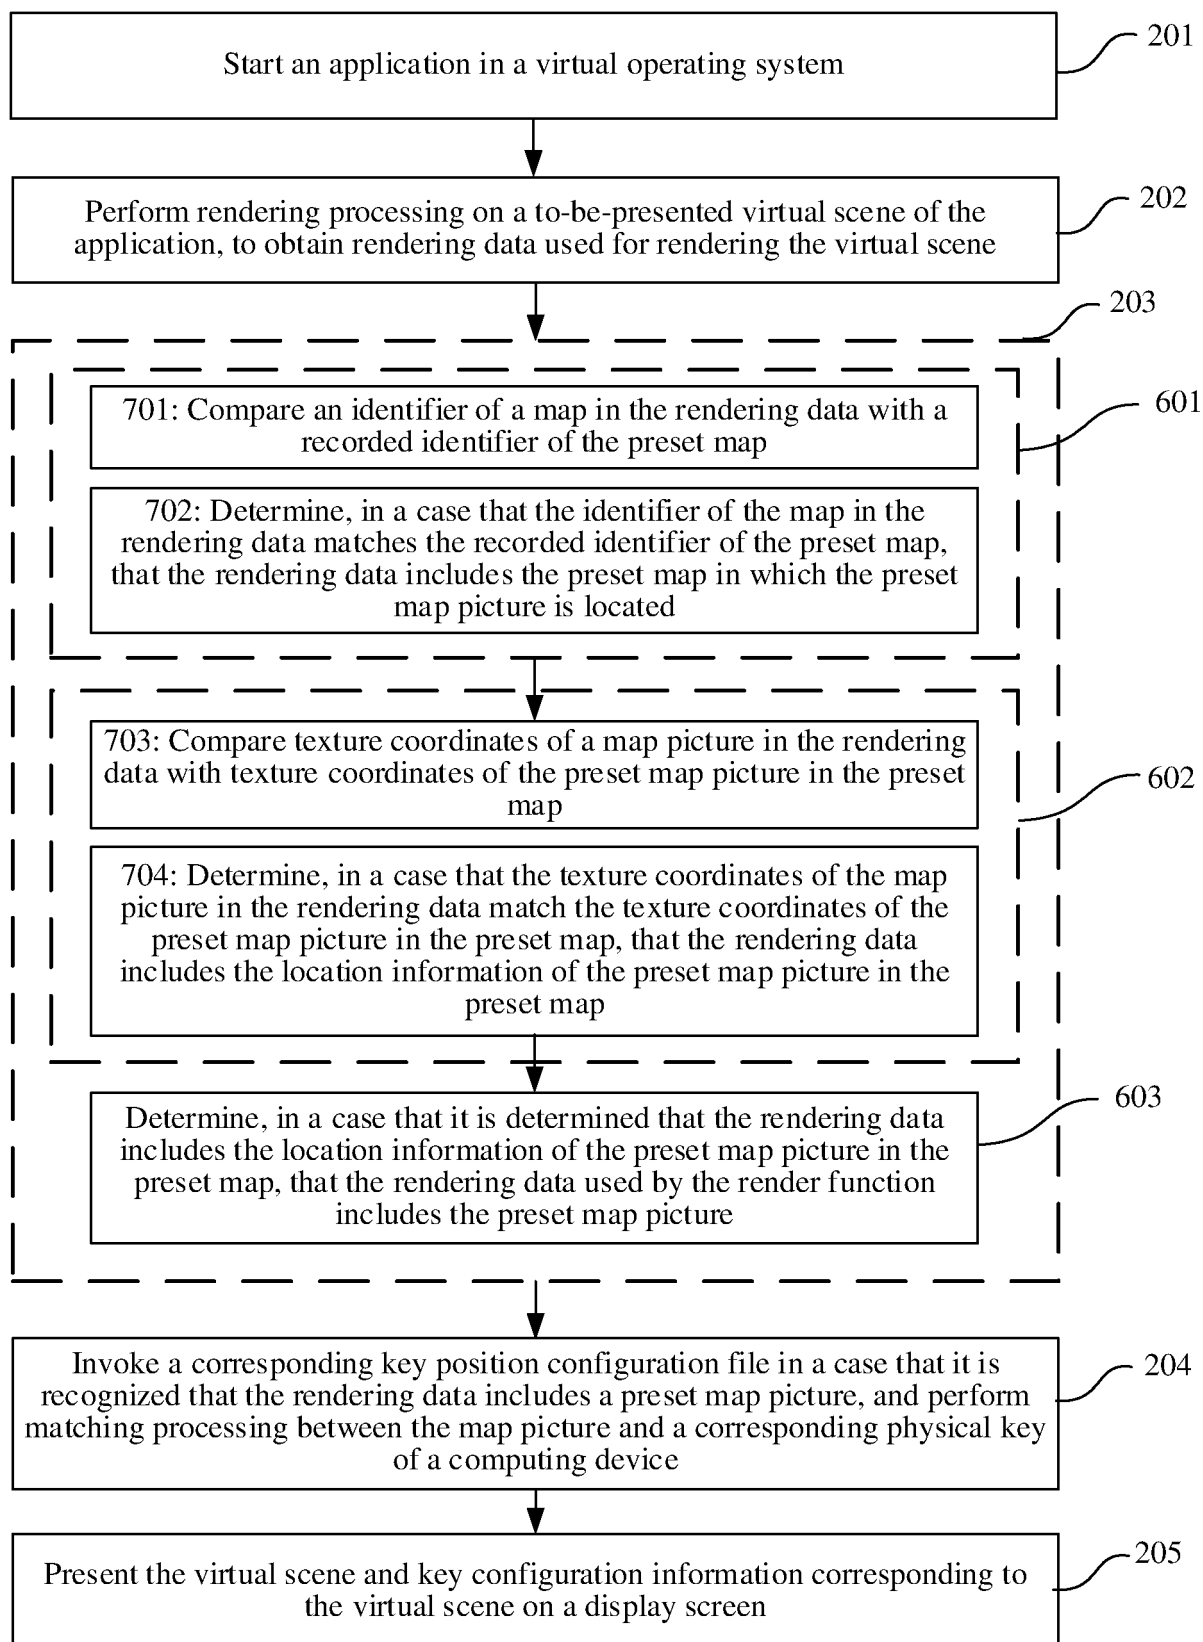 Start an application in a virtual operating system
201
Perform rendering processing on a to-be-presented virtual scene of the
application, to obtain rendering data used for rendering the virtual scene
202
203
701: Compare an identifier of a map in the rendering data with a
recorded identifier of the preset map
601
702: Determine, in a case that the identifier of the map in the
rendering data matches the recorded identifier of the preset map,
that the rendering data includes the preset map in which the preset
map picture is located
703: Compare texture coordinates of a map picture in the rendering
data with texture coordinates of the preset map picture in the preset
map
602
704: Determine, in a case that the texture coordinates of the map
picture in the rendering data match the texture coordinates of the
preset map picture in the preset map, that the rendering data
includes the location information of the preset map picture in the
preset map
603
Determine, in a case that it is determined that the rendering data
includes the location information of the preset map picture in the
preset map, that the rendering data used by the render function
includes the preset map picture
Invoke a corresponding key position configuration file in a case that it is
recognized that the rendering data includes a preset map picture, and perform
matching processing between the map picture and a corresponding physical key
of a computing device
204
Present the virtual scene and key configuration information corresponding to
the virtual scene on a display screen
205